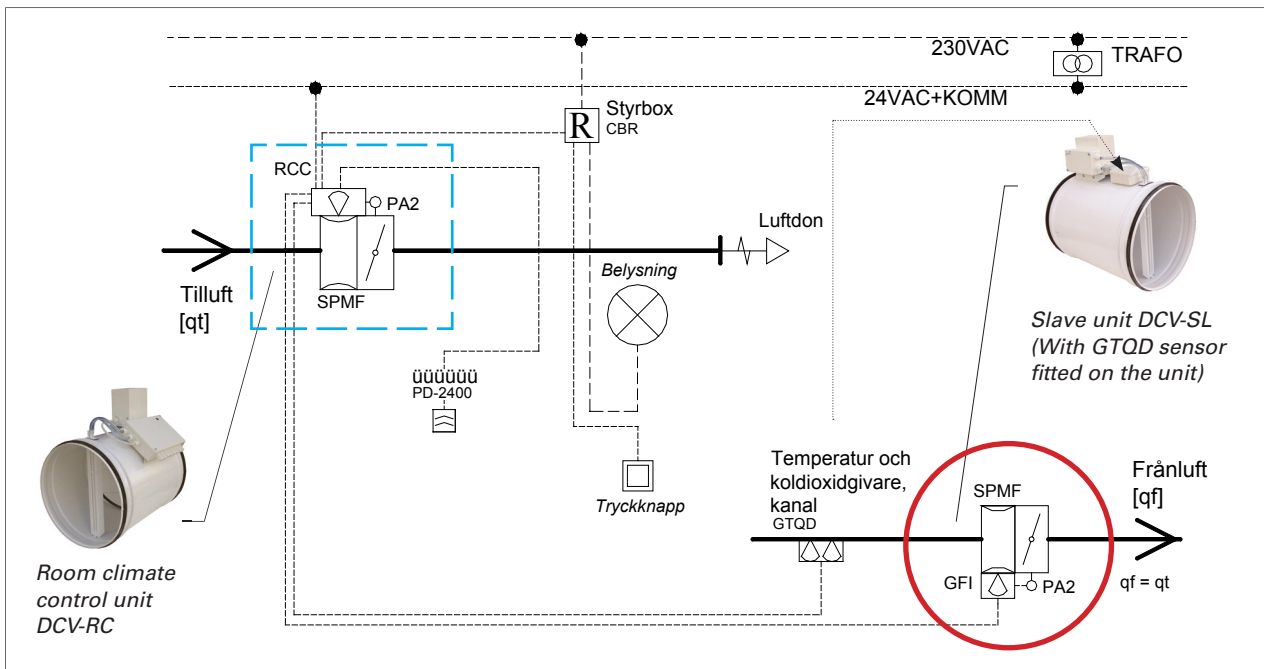 230VAC
TRAFO
24VAC+KOMM
Styrbox
R
CBR
RCC
PA2
Luftdon
Tilluft
[qt]
SPMF
Belysning
üüüüüü
PD-2400
Slave unit DCV-SL
(With GTQD sensor
fitted on the unit)
Temperatur och
koldioxidgivare,
kanal
GTQD
Tryckknapp
SPMF
Frånluft
[qf]
GFI
PA2
qf = qt
Room climate
control unit
DCV-RC